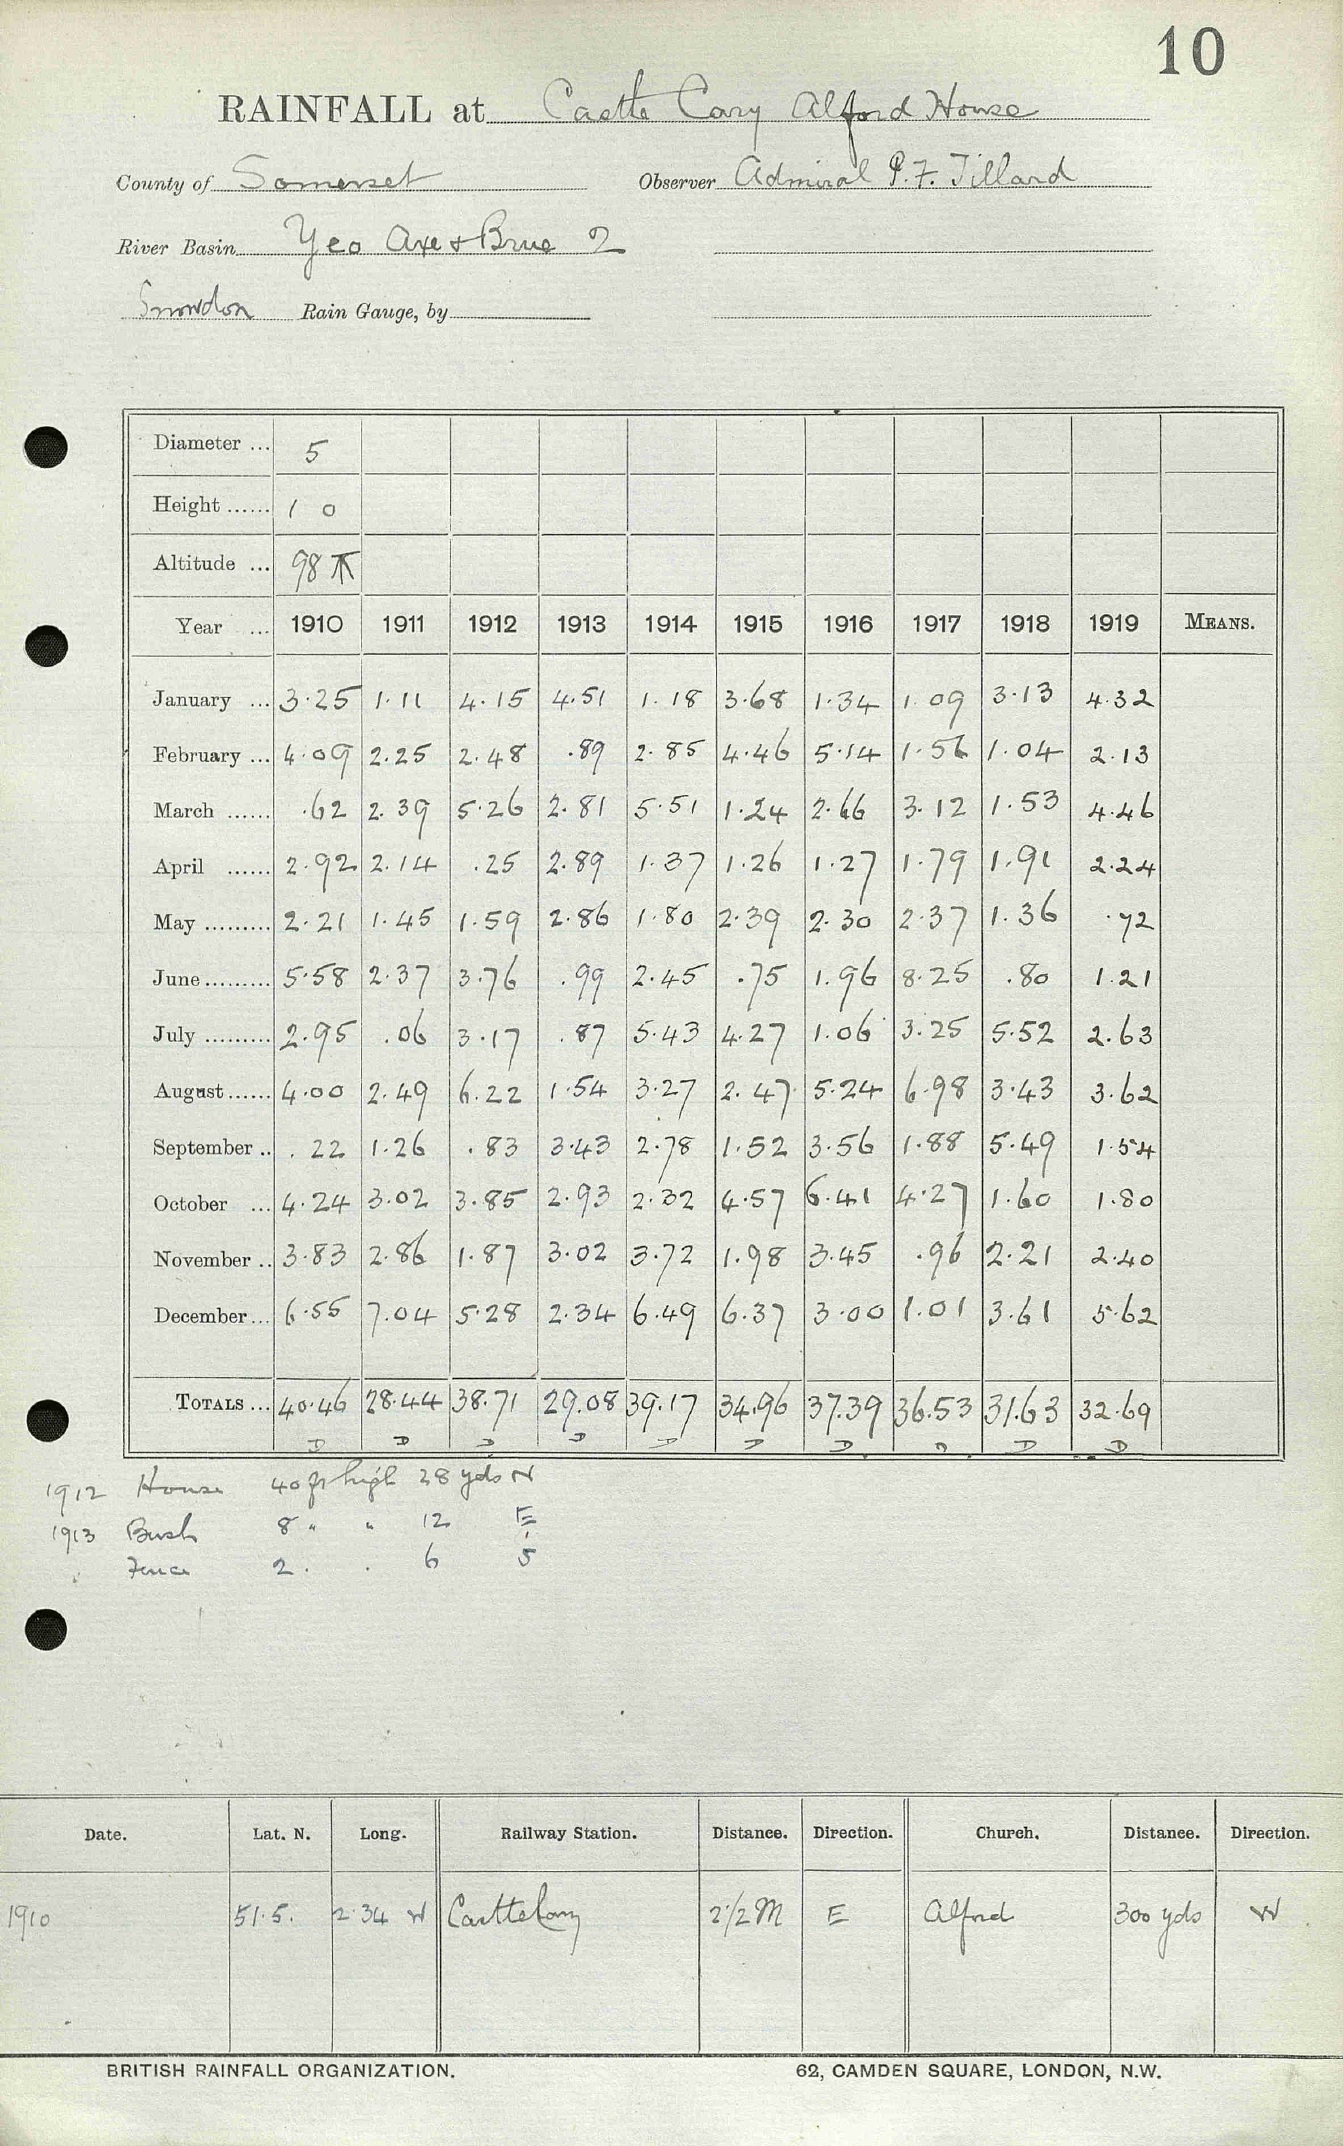 10
RAINFALL at Castle Cary Alford House
County of Somerset Observer Admiral P. F. Tillard
River Basin Yeo Axe & Brue 2
Snowdon Rain Gauge, by
Diameter ... 5
Height ...... 1 0
Altitude ... 98
Year ... 1910 1911 1912 1913 1914 1915 1916 1917 1918 1919 MEANS.
January ... 3.25 1.11 4.15 4.51 1.18 3.68 1.34 1.09 3.13 4.32
February ... 4.09 2.25 2.48 .89 2.85 4.46 5.14 1.56 1.04 2.13
March ...... .62 2.39 5.26 2.81 5.51 1.24 2.66 3.12 1.53 4.46
April ...... 2.92 2.14 .25 2.89 1.37 1.26 1.27 1.79 1.91 2.24
May ......... 2.21 1.45 1.59 2.86 1.80 2.39 2.30 2.37 1.36 .72
June ......... 5.58 2.37 3.76 .99 2.45 .75 1.96 8.25 .80 1.21
July ......... 2.95 .06 3.17 .87 5.43 4.27 1.06 3.25 5.52 2.63
August ...... 4.00 2.49 6.22 1.54 3.27 2.47 5.24 6.98 3.43 3.62
September .. .22 1.26 .83 3.43 2.78 1.52 3.56 1.88 5.49 1.54
October ... 4.24 3.02 3.85 2.93 2.32 4.57 6.41 4.27 1.60 1.80
November .. 3.83 2.86 1.87 3.02 3.72 1.98 3.45 .96 2.21 2.40
December ... 6.55 7.04 5.28 2.34 6.49 6.37 3.00 1.01 3.61 5.62
TOTALS ... 40.46 28.44 38.71 29.08 39.17 34.96 37.39 36.53 31.63 32.69
D D D D D D D D D D
1912 House 40 ft high 28 yds N
1913 Bush 8 " " 12 E
" Fence 2 . . 6 S
Date. Lat. N. Long. Railway Station. Distance. Direction. Church. Distance. Direction.
1910 51.5. 2.34 W Castle Cary 2½ M E Alford 300 yds W
BRITISH RAINFALL ORGANIZATION. 62, CAMDEN SQUARE, LONDON, N.W.